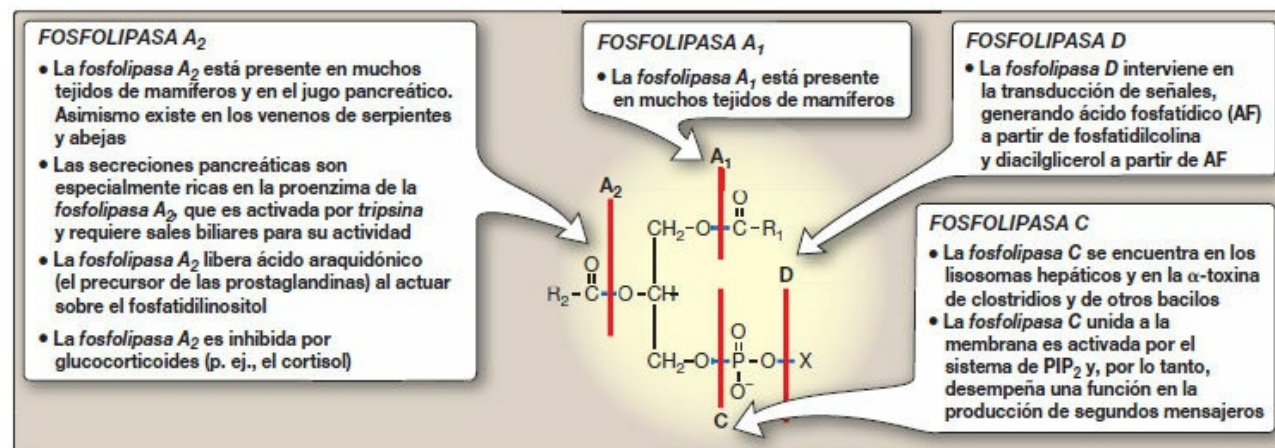 FOSFOLIPASA A2
• La fosfolipasa A2 está presente en muchos
tejidos de mamíferos y en el jugo pancreático.
Asimismo existe en los venenos de serpientes
y abejas
• Las secreciones pancreáticas son
especialmente ricas en la proenzima de la
fosfolipasa A2, que es activada por tripsina
y requiere sales biliares para su actividad
• La fosfolipasa A2 libera ácido araquidónico
(el precursor de las prostaglandinas) al actuar
sobre el fosfatidilinositol
• La fosfolipasa A2 es inhibida por
glucocorticoides (p. ej., el cortisol)
FOSFOLIPASA A1
• La fosfolipasa A1 está presente
en muchos tejidos de mamíferos
FOSFOLIPASA D
• La fosfolipasa D interviene en
la transducción de señales,
generando ácido fosfatídico (AF)
a partir de fosfatidilcolina
y diacilglicerol a partir de AF
FOSFOLIPASA C
• La fosfolipasa C se encuentra en los
lisosomas hepáticos y en la α-toxina
de clostridios y de otros bacilos
• La fosfolipasa C unida a la
membrana es activada por el
sistema de PIP2 y, por lo tanto,
desempeña una función en la
producción de segundos mensajeros
A1
A2
O
CH2-O-C-R1
O
D
R2-C-O-CH
O
CH2-O-P-O-X
O-
C